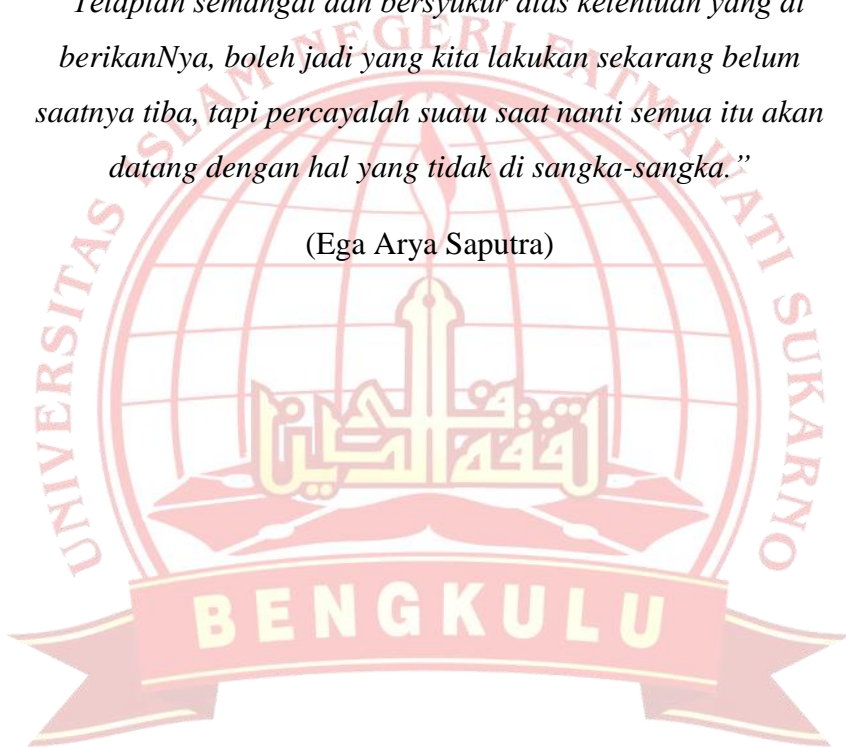 Tetaplah semangat dan bersyukur atas ketentuan yang di
berikanNya, boleh jadi yang kita lakukan sekarang belum
saatnya tiba, tapi percayalah suatu saat nanti semua itu akan
datang dengan hal yang tidak di sangka-sangka.”
(Ega Arya Saputra)
UNIVERSITAS ISLAM NEGERI FATMAWATI SUKARNO
BENGKULU